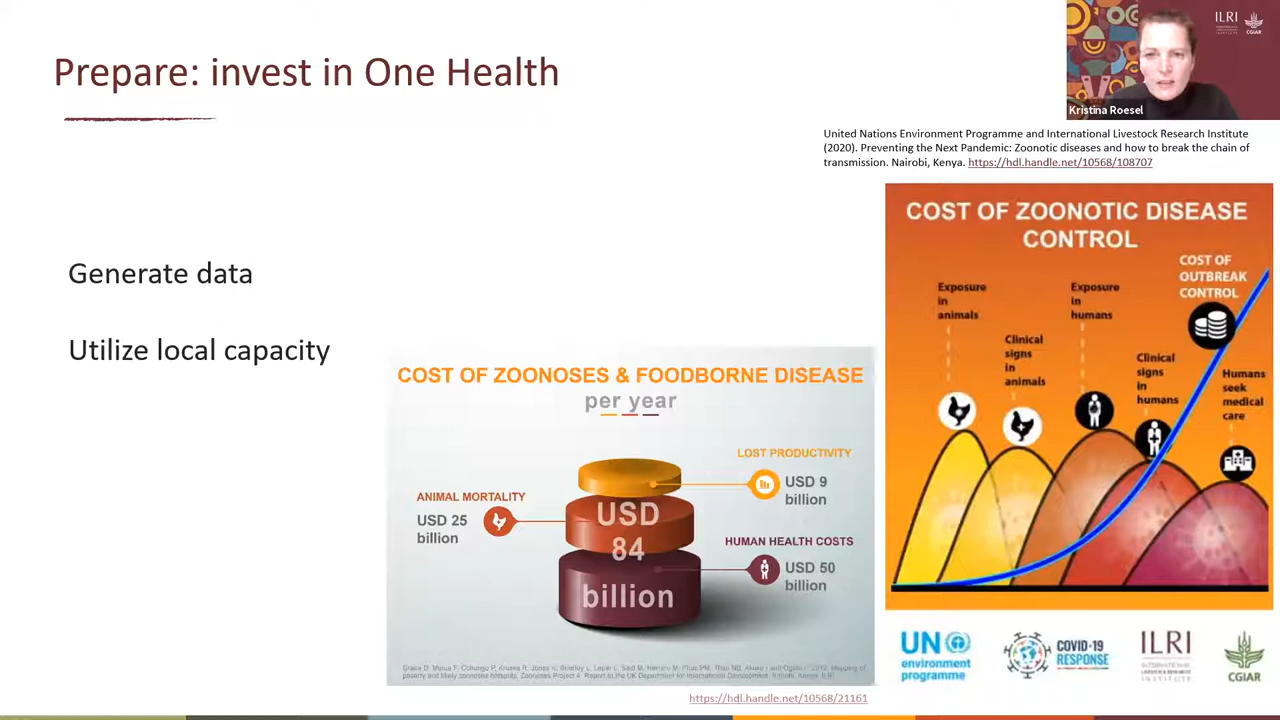 Prepare: invest in One Health
ILRI
CGIAR
Kristina Roesel
United Nations Environment Programme and International Livestock Research Institute
(2020). Preventing the Next Pandemic: Zoonotic diseases and how to break the chain of
transmission. Nairobi, Kenya. https://hdl.handle.net/10568/108707
Generate data
Utilize local capacity
COST OF ZOONOSES & FOODBORNE DISEASE
per year
LOST PRODUCTIVITY
USD 9
billion
ANIMAL MORTALITY
USD 25
billion
USD
84
billion
HUMAN HEALTH COSTS
USD 50
billion
https://hdl.handle.net/10568/21161
COST OF ZOONOTIC DISEASE
CONTROL
COST OF
OUTBREAK
CONTROL
Exposure
in
animals
Clinical
signs
in
animals
Exposure
in
humans
Clinical
signs
in
humans
Humans
seek
medical
care
UN
environment
programme
COVID-19
RESPONSE
ILRI
INTERNATIONAL
LIVESTOCK RESEARCH
INSTITUTE
CGIAR